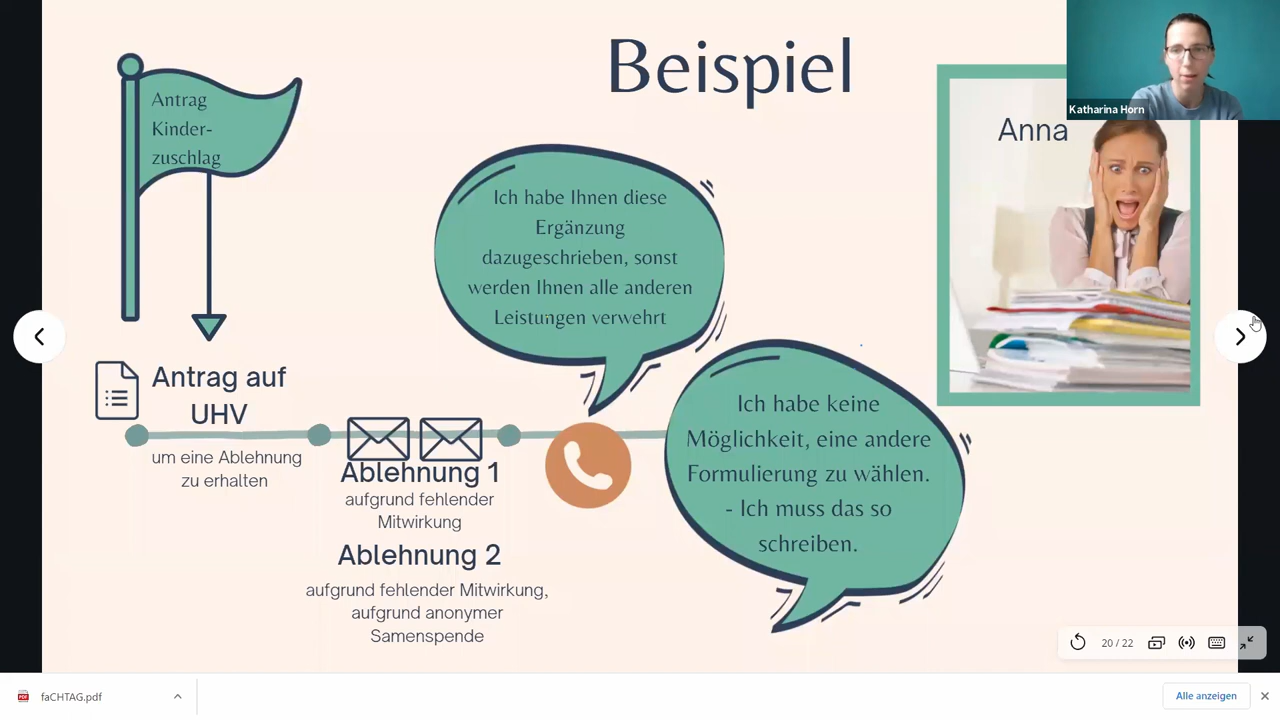 Beispiel
Katharina Horn
Anna
Antrag
Kinder-
zuschlag
Ich habe Ihnen diese
Ergänzung
dazugeschrieben, sonst
werden Ihnen alle anderen
Leistungen verwehrt
Antrag auf
UHV
um eine Ablehnung
zu erhalten
Ablehnung 1
aufgrund fehlender
Mitwirkung
Ablehnung 2
aufgrund fehlender Mitwirkung,
aufgrund anonymer
Samenspende
Ich habe keine
Möglichkeit, eine andere
Formulierung zu wählen.
- Ich muss das so
schreiben.
20 / 22
PDF
faCHTAG.pdf
Alle anzeigen